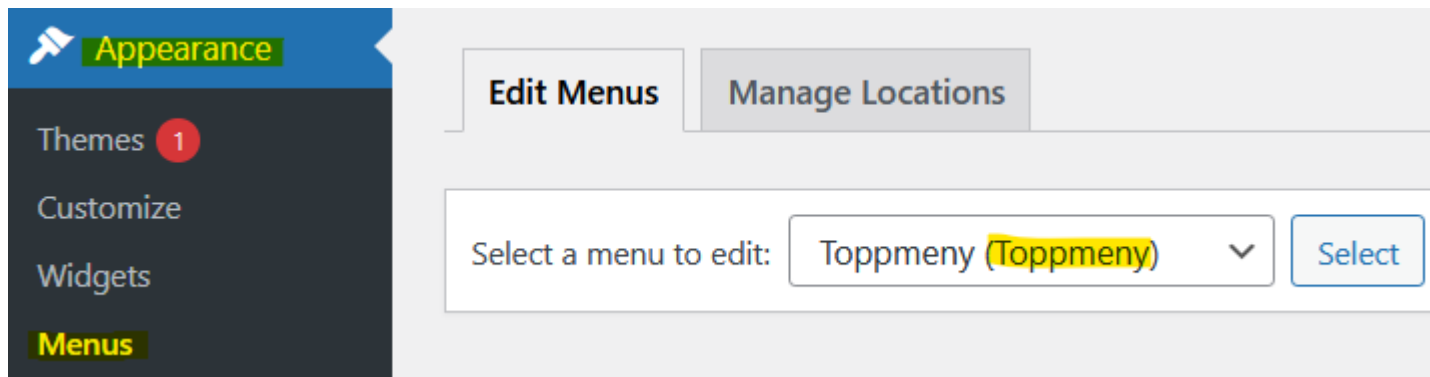 Appearance
Themes 1
Customize
Widgets
Menus
Edit Menus
Manage Locations
Select a menu to edit: Toppmeny (Toppmeny) Select